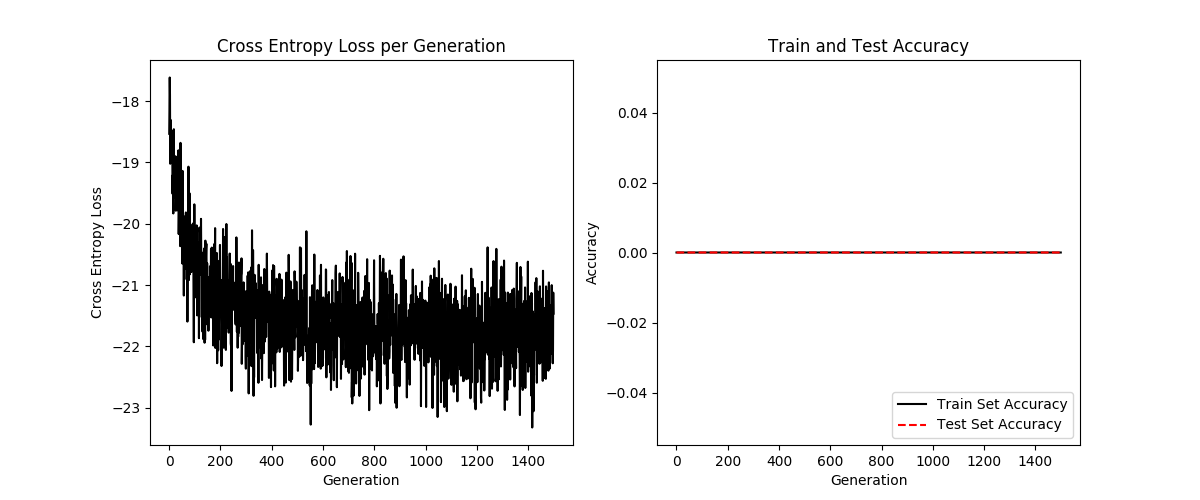 Cross Entropy Loss per Generation
Cross Entropy Loss
−18
−19
−20
−21
−22
−23
0 200 400 600 800 1000 1200 1400
Generation
Train and Test Accuracy
Accuracy
0.04
0.02
0.00
−0.02
−0.04
Train Set Accuracy
Test Set Accuracy
0 200 400 600 800 1000 1200 1400
Generation